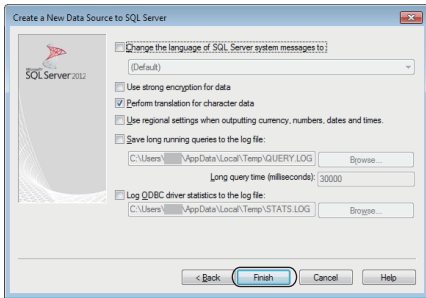 Create a New Data Source to SQL Server
Microsoft
SQL Server 2012
Change the language of SQL Server system messages to:
(Default)
Use strong encryption for data
Perform translation for character data
Use regional settings when outputting currency, numbers, dates and times.
Save long running queries to the log file:
C:\Users\ \AppData\Local\Temp\QUERY.LOG Browse...
Long query time (milliseconds): 30000
Log ODBC driver statistics to the log file:
C:\Users\ \AppData\Local\Temp\STATS.LOG Browse...
< Back Finish Cancel Help